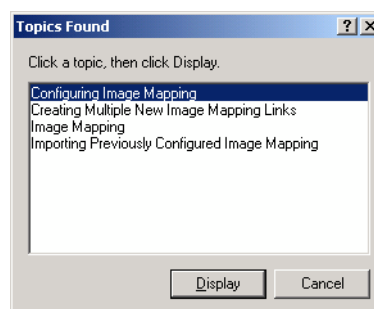 Topics Found
Click a topic, then click Display.
Configuring Image Mapping
Creating Multiple New Image Mapping Links
Image Mapping
Importing Previously Configured Image Mapping
Display
Cancel